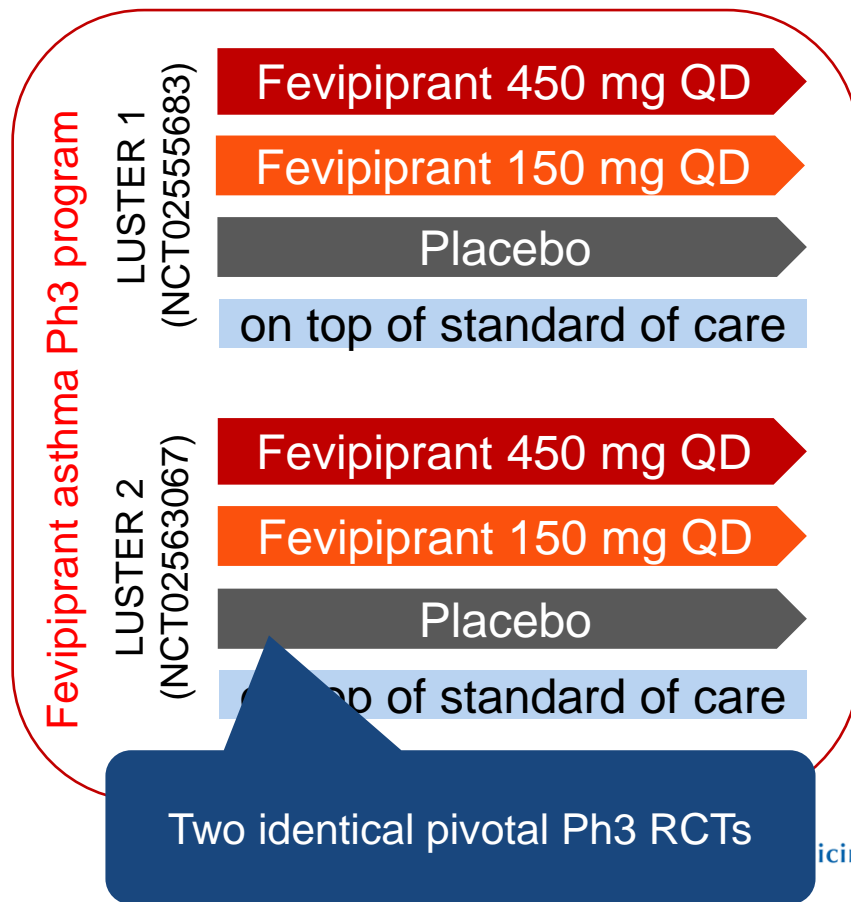 Fevipiprant asthma Ph3 program
LUSTER 1
(NCT02555683)
Fevipiprant 450 mg QD
Fevipiprant 150 mg QD
Placebo
on top of standard of care
LUSTER 2
(NCT02563067)
Fevipiprant 450 mg QD
Fevipiprant 150 mg QD
Placebo
of standard of care
Two identical pivotal Ph3 RCTs